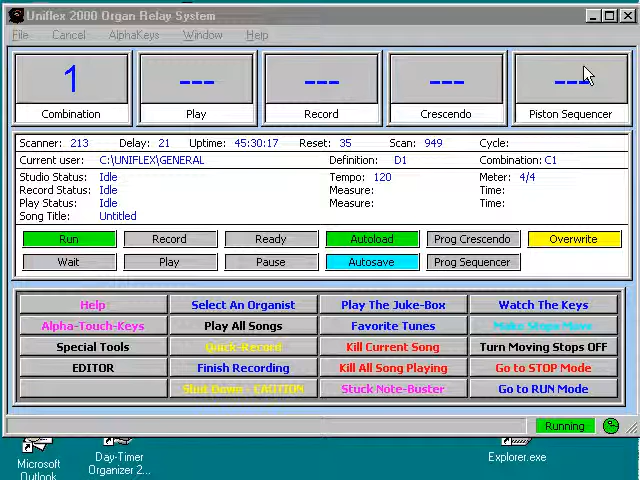 Uniflex 2000 Organ Relay System
File Cancel AlphaKeys Window Help
1 --- --- --- ---
Combination Play Record Crescendo Piston Sequencer
Scanner: 213 Delay: 21 Uptime: 45:30:17 Reset: 35 Scan: 949 Cycle:
Current user: C:\UNIFLEX\GENERAL Definition: D1 Combination: C1
Studio Status: Idle Tempo: 120 Meter: 4/4
Record Status: Idle Measure: Time:
Play Status: Idle Measure: Time:
Song Title: Untitled
Run Record Ready Autoload Prog Crescendo Overwrite
Wait Play Pause Autosave Prog Sequencer
Help Select An Organist Play The Juke-Box Watch The Keys
Alpha-Touch-Keys Play All Songs Favorite Tunes Make Stops Move
Special Tools Quick-Record Kill Current Song Turn Moving Stops OFF
EDITOR Finish Recording Kill All Song Playing Go to STOP Mode
Shut Down - CAUTION Stuck Note-Buster Go to RUN Mode
Running
Microsoft Outlook
Day-Timer Organizer 2...
Explorer.exe